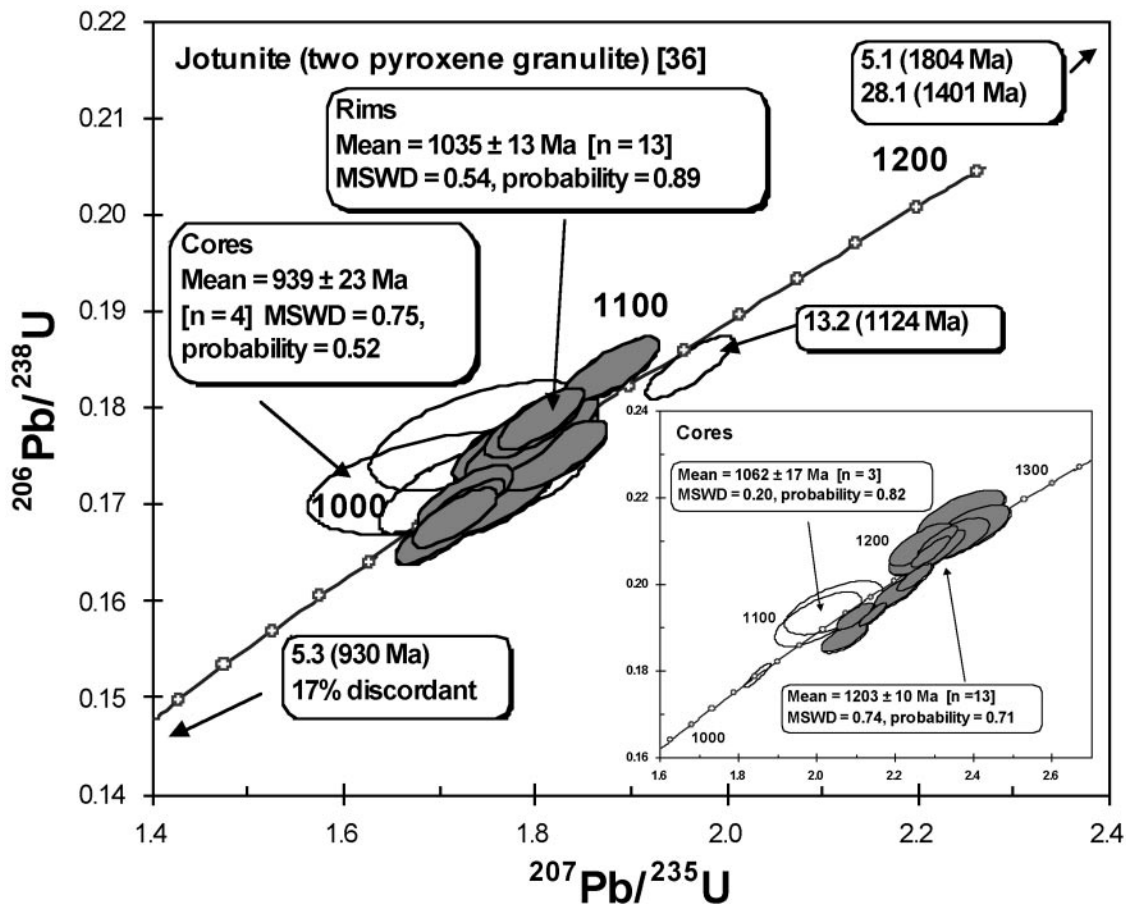 0.22
Jotunite (two pyroxene granulite) [36]
5.1 (1804 Ma)
28.1 (1401 Ma)
0.21
Rims
Mean = 1035 ± 13 Ma [n = 13]
MSWD = 0.54, probability = 0.89
1200
0.20
Cores
Mean = 939 ± 23 Ma
[n = 4] MSWD = 0.75,
probability = 0.52
1100
0.19
13.2 (1124 Ma)
0.18
1000
0.17
0.16
5.3 (930 Ma)
17% discordant
0.15
0.14
206Pb/238U
1.4
1.6
1.8
2.0
2.2
2.4
207Pb/235U
0.24
Cores
Mean = 1062 ± 17 Ma [n = 3]
MSWD = 0.20, probability = 0.82
1300
0.22
1200
0.20
1100
0.18
Mean = 1203 ± 10 Ma [n =13]
MSWD = 0.74, probability = 0.71
1000
0.16
1.6
1.8
2.0
2.2
2.4
2.6